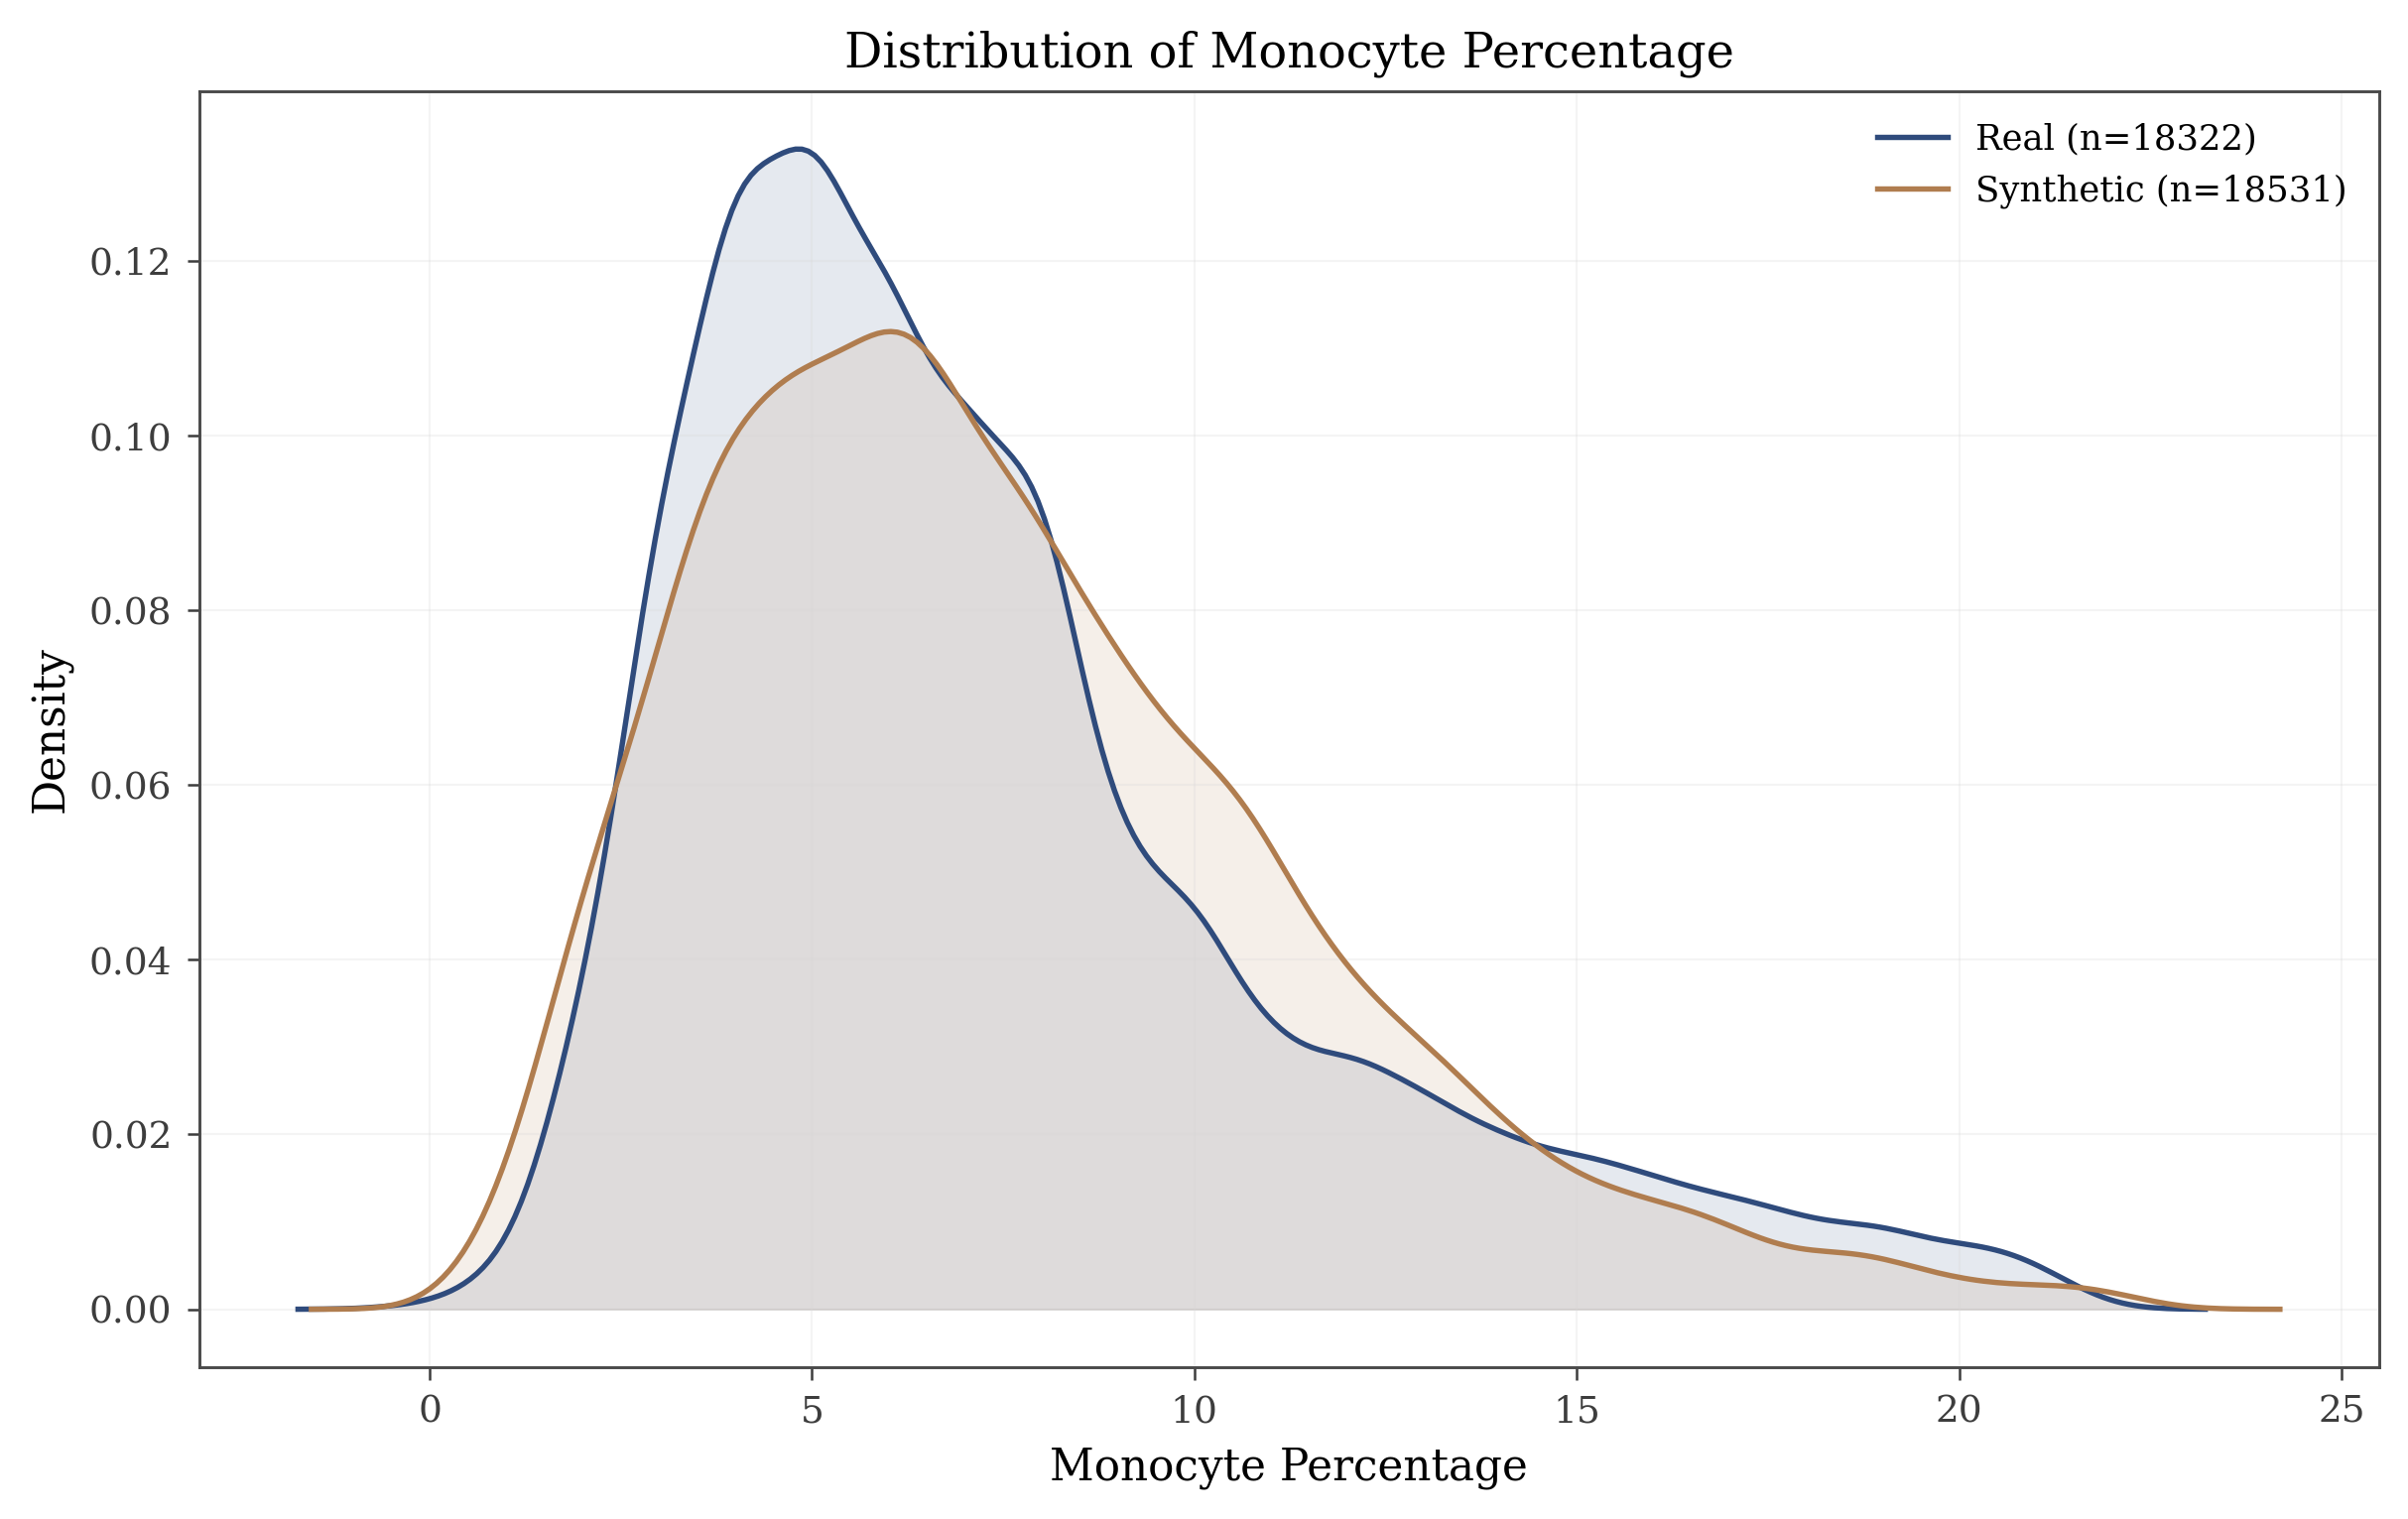 Distribution of Monocyte Percentage
Real (n=18322)
Synthetic (n=18531)
Density
0.12
0.10
0.08
0.06
0.04
0.02
0.00
0 5 10 15 20 25
Monocyte Percentage